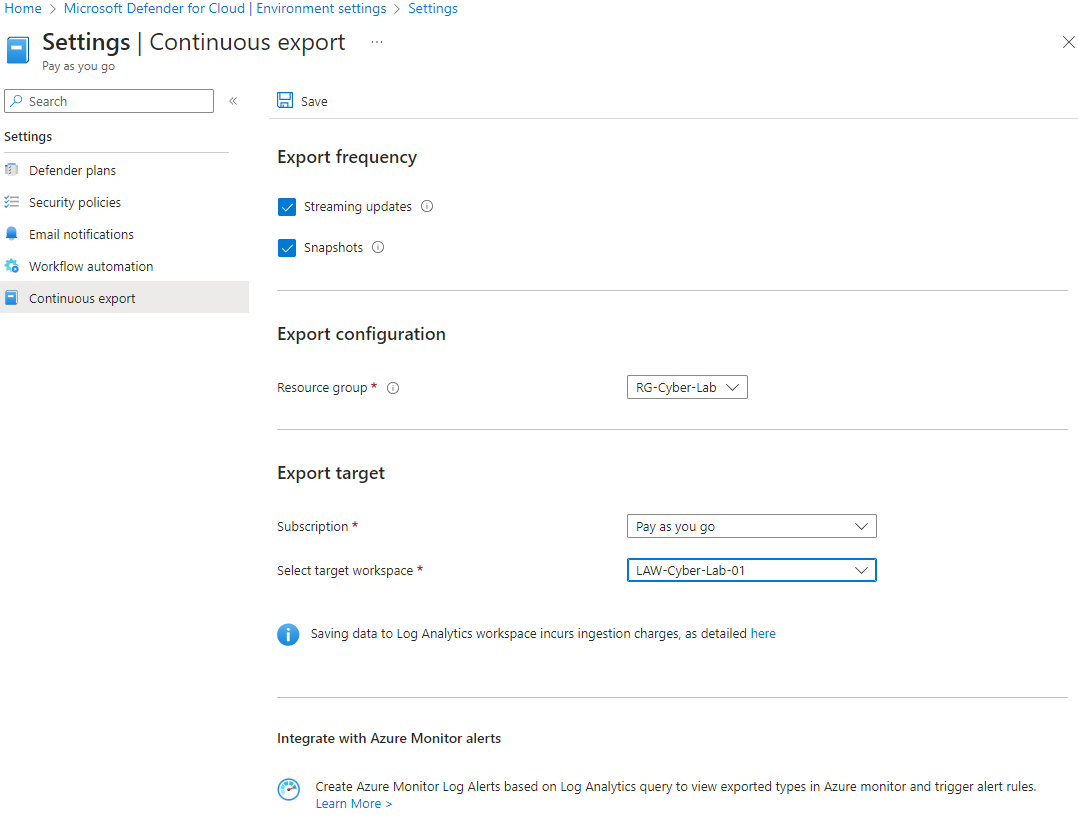 Home > Microsoft Defender for Cloud | Environment settings > Settings
Settings | Continuous export ...
Pay as you go
Search «
Save
Settings
Defender plans
Security policies
Email notifications
Workflow automation
Continuous export
Export frequency
Streaming updates
Snapshots
Export configuration
Resource group * RG-Cyber-Lab
Export target
Subscription * Pay as you go
Select target workspace * LAW-Cyber-Lab-01
Saving data to Log Analytics workspace incurs ingestion charges, as detailed here
Integrate with Azure Monitor alerts
Create Azure Monitor Log Alerts based on Log Analytics query to view exported types in Azure monitor and trigger alert rules.
Learn More >